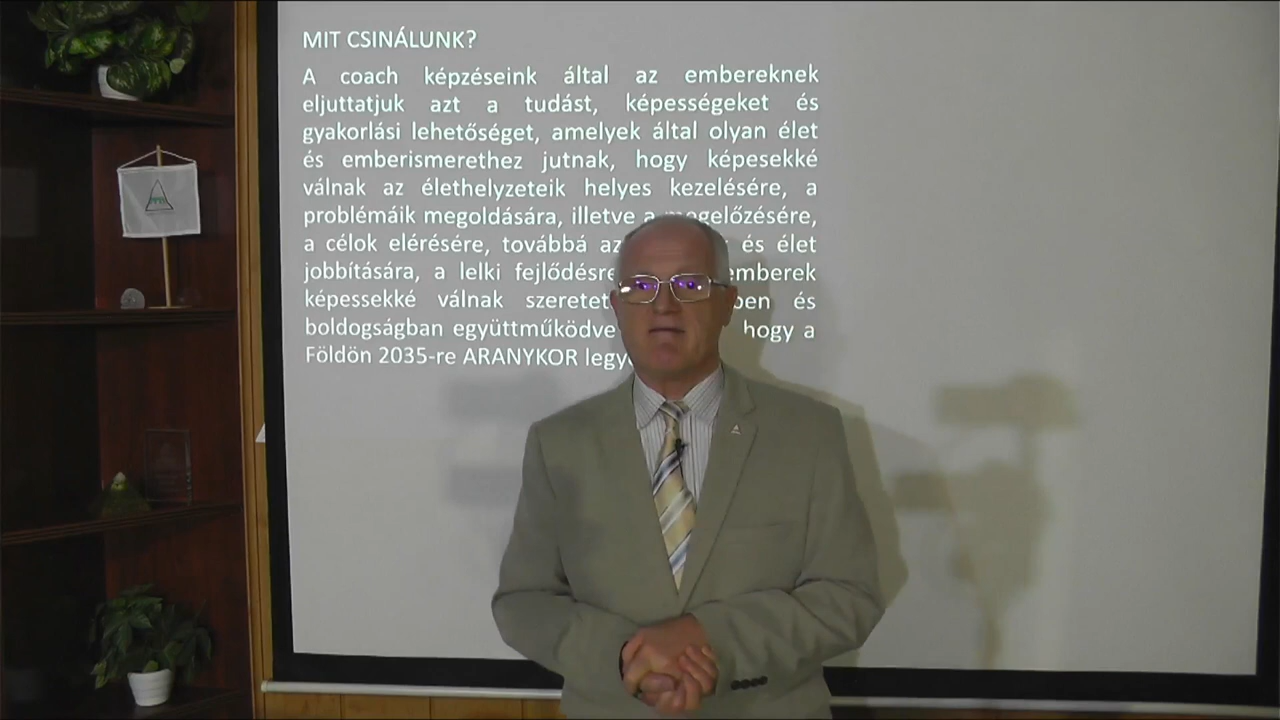 MIT CSINÁLUNK?
A coach képzéseink által az embereknek
eljuttatjuk azt a tudást, képességeket és
gyakorlási lehetőséget, amelyek által olyan élet
és emberismerethez jutnak, hogy képesekké
válnak az élethelyzeteik helyes kezelésére, a
problémáik megoldására, illetve a megelőzésére,
a célok elérésére, továbbá az és élet
jobbítására, a lelki fejlődésre emberek
képessekké válnak szeretet ben és
boldogságban együttműködve hogy a
Földön 2035-re ARANYKOR legye